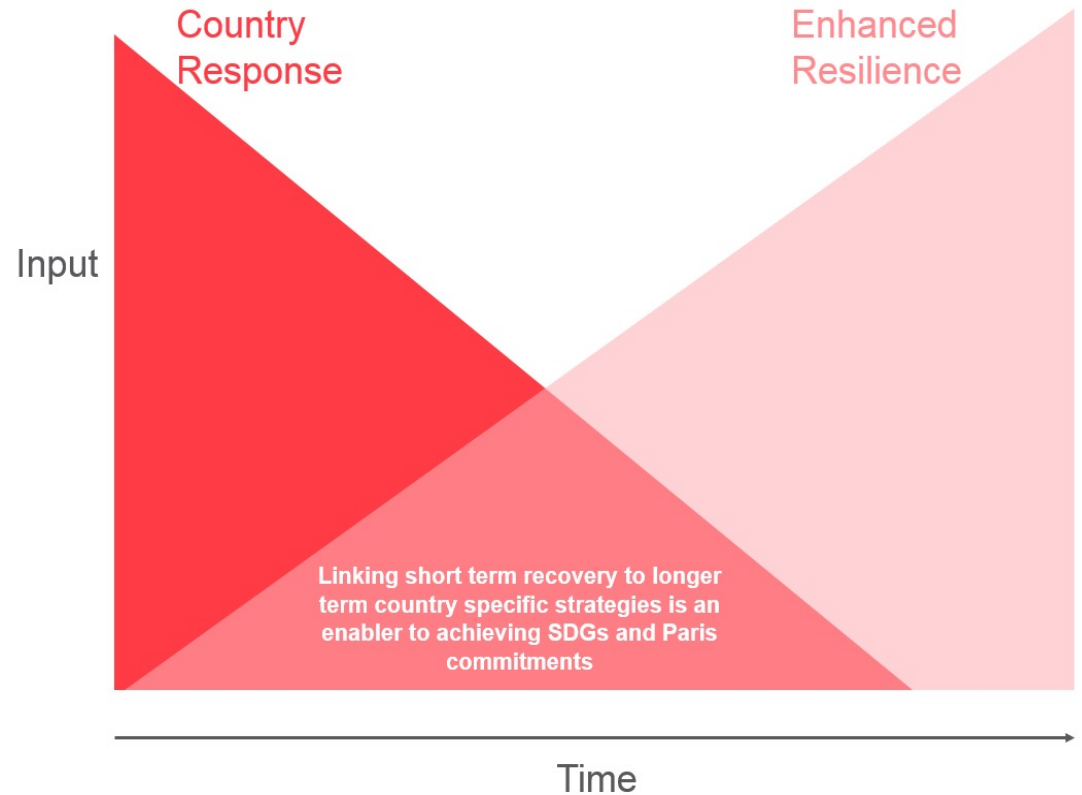 Country
Response
Enhanced
Resilience
Input
Linking short term recovery to longer
term country specific strategies is an
enabler to achieving SDGs and Paris
commitments
Time